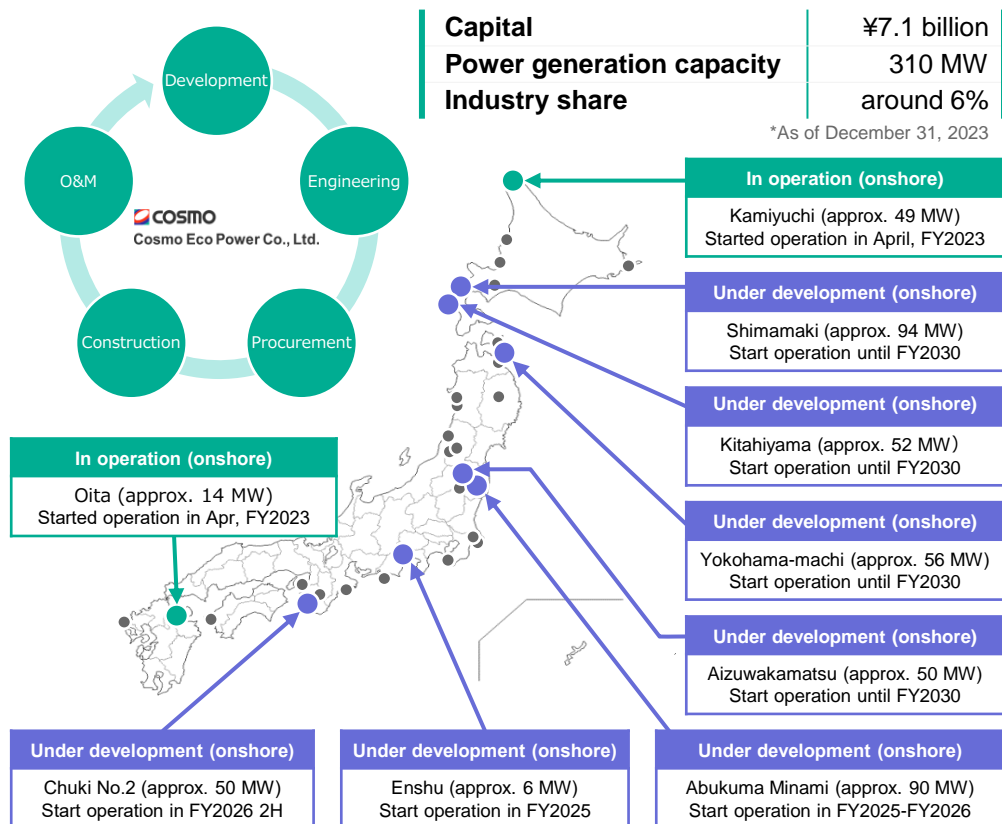 Capital ¥7.1 billion
Power generation capacity 310 MW
Industry share around 6%
*As of December 31, 2023
Development
Engineering
Procurement
Construction
O&M
COSMO
Cosmo Eco Power Co., Ltd.
In operation (onshore)
Kamiyuchi (approx. 49 MW)
Started operation in April, FY2023
Under development (onshore)
Shimamaki (approx. 94 MW)
Start operation until FY2030
Under development (onshore)
Kitahiyama (approx. 52 MW)
Start operation until FY2030
Under development (onshore)
Yokohama-machi (approx. 56 MW)
Start operation until FY2030
Under development (onshore)
Aizuwakamatsu (approx. 50 MW)
Start operation until FY2030
In operation (onshore)
Oita (approx. 14 MW)
Started operation in Apr, FY2023
Under development (onshore)
Chuki No.2 (approx. 50 MW)
Start operation in FY2026 2H
Under development (onshore)
Enshu (approx. 6 MW)
Start operation in FY2025
Under development (onshore)
Abukuma Minami (approx. 90 MW)
Start operation in FY2025-FY2026